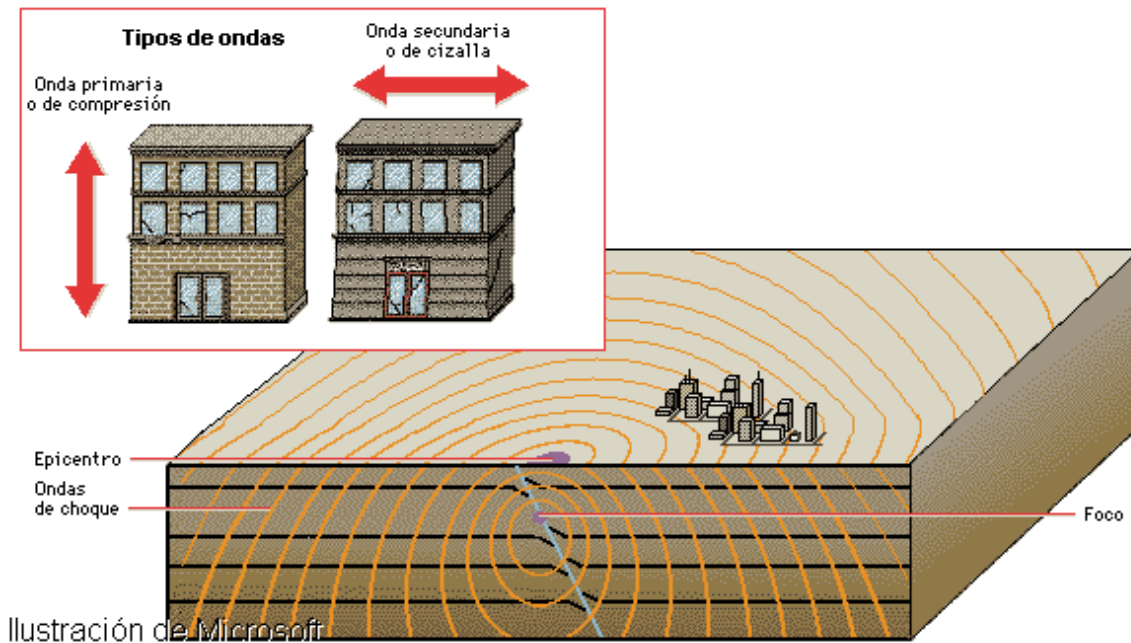 Tipos de ondas
Onda secundaria
o de cizalla
Onda primaria
o de compresión
Epicentro
Ondas
de choque
Foco
Ilustración de Microsoft